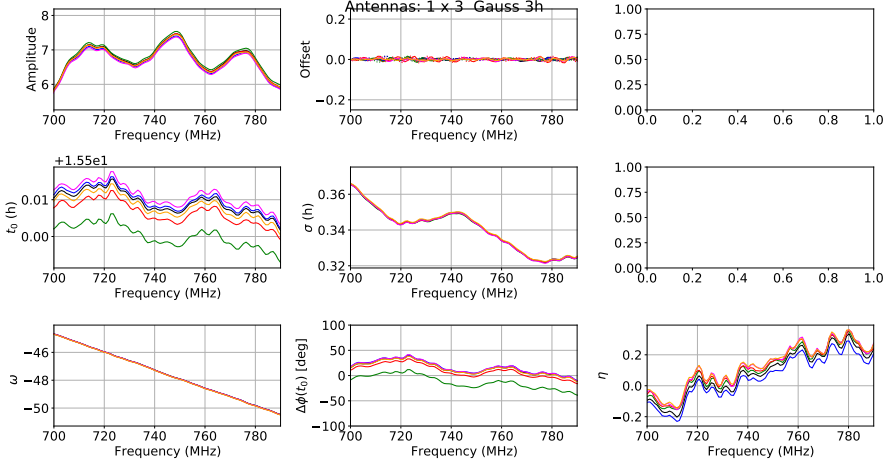 Antennas: 1 x 3  Gauss 3h
Amplitude
8
7
6
700 720 740 760 780
Frequency (MHz)
Offset
0.2
0.0
−0.2
700 720 740 760 780
Frequency (MHz)
1.00
0.75
0.50
0.25
0.00
0.0 0.2 0.4 0.6 0.8 1.0
+1.55e1
t₀ (h)
0.01
0.00
700 720 740 760 780
Frequency (MHz)
σ (h)
0.36
0.34
0.32
700 720 740 760 780
Frequency (MHz)
1.00
0.75
0.50
0.25
0.00
0.0 0.2 0.4 0.6 0.8 1.0
ω
−46
−48
−50
700 720 740 760 780
Frequency (MHz)
Δϕ(t₀) [deg]
100
50
0
−50
−100
700 720 740 760 780
Frequency (MHz)
η
0.2
0.0
−0.2
700 720 740 760 780
Frequency (MHz)